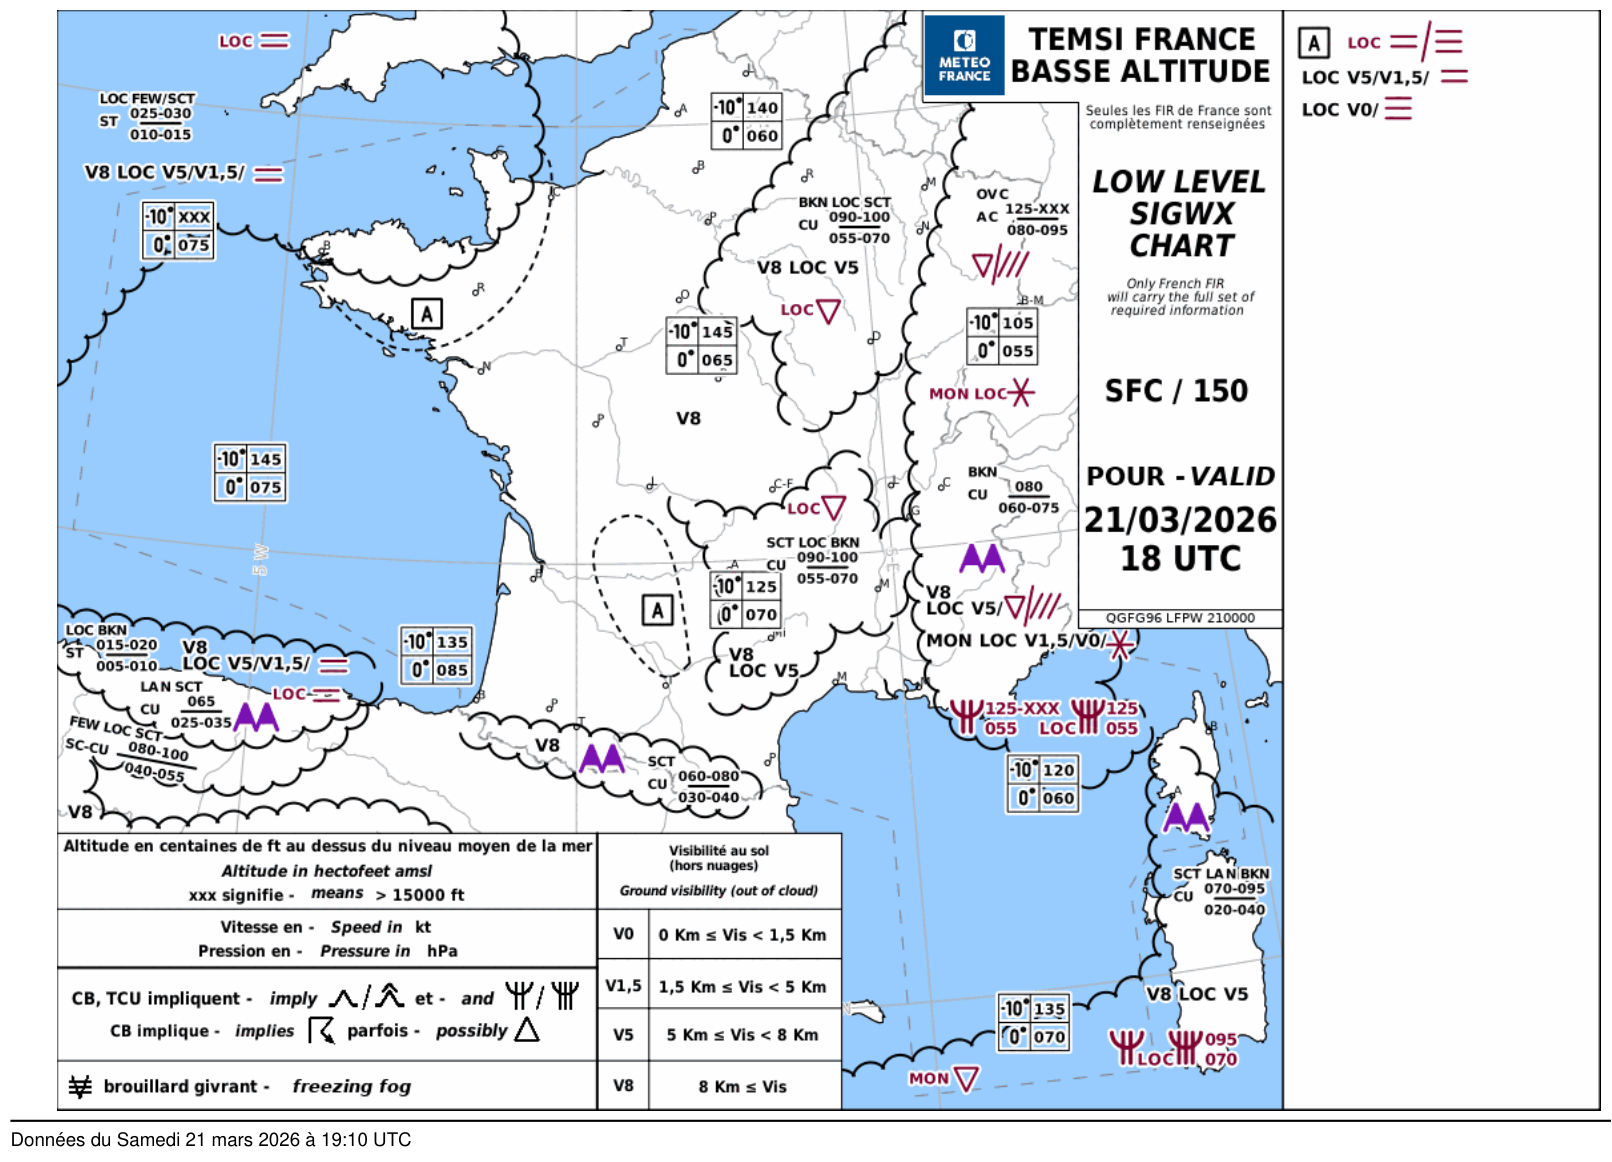 METEO
FRANCE
TEMSI FRANCE
BASSE ALTITUDE
Seules les FIR de France sont
complètement renseignées
LOW LEVEL
SIGWX
CHART
Only French FIR
will carry the full set of
required information
SFC / 150
POUR - VALID
21/03/2026
18 UTC
QGFG96 LFPW 210000
A LOC
LOC V5/V1,5/
LOC V0/
LOC
LOC FEW/SCT
ST 025-030
010-015
V8 LOC V5/V1,5/
-10° XXX
0° 075
-10° 140
0° 060
BKN LOC SCT
CU 090-100
055-070
V8 LOC V5
LOC
OVC
AC 125-XXX
080-095
B-M
-10° 105
0° 055
MON LOC
A
-10° 145
0° 065
V8
-10° 145
0° 075
5 W
C-F
LOC
SCT LOC BKN
CU 090-100
055-070
BKN
CU 080
060-075
-10° 125
0° 070
A
V8
LOC V5/
MON LOC V1,5/V0/
V8
LOC V5
LOC BKN
ST 015-020
005-010
V8
LOC V5/V1,5/
LOC
-10° 135
0° 085
LAN SCT
CU 065
025-035
FEW LOC SCT
SC-CU 080-100
040-055
V8
V8
SCT
CU 060-080
030-040
125-XXX
055
LOC 125
055
-10° 120
0° 060
SCT LAN BKN
CU 070-095
020-040
V8 LOC V5
-10° 135
0° 070
LOC 095
070
MON
Altitude en centaines de ft au dessus du niveau moyen de la mer
Altitude in hectofeet amsl
xxx signifie - means > 15000 ft
Vitesse en - Speed in kt
Pression en - Pressure in hPa
CB, TCU impliquent - imply / et - and /
CB implique - implies parfois - possibly
brouillard givrant - freezing fog
Visibilité au sol
(hors nuages)
Ground visibility (out of cloud)
V0 0 Km ≤ Vis < 1,5 Km
V1,5 1,5 Km ≤ Vis < 5 Km
V5 5 Km ≤ Vis < 8 Km
V8 8 Km ≤ Vis
Données du Samedi 21 mars 2026 à 19:10 UTC